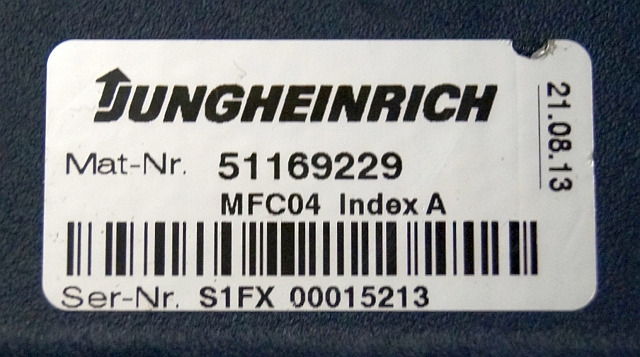 JUNGHEINRICH
21.08.13
Mat-Nr. 51169229
MFC04 Index A
Ser-Nr. S1FX 00015213